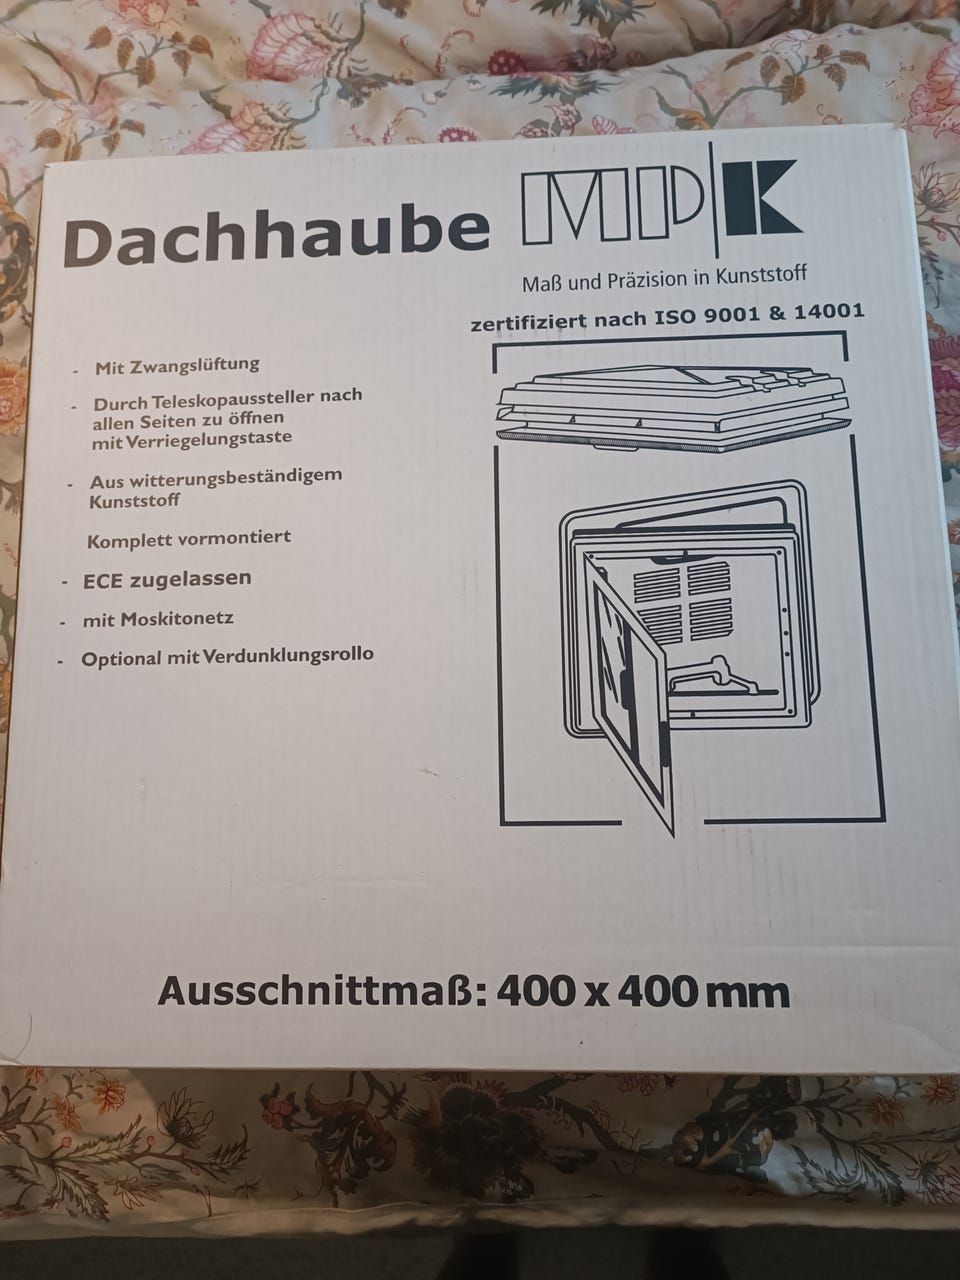 Dachhaube
MPK
Maß und Präzision in Kunststoff
zertifiziert nach ISO 9001 & 14001
- Mit Zwangslüftung
- Durch Teleskopaussteller nach
allen Seiten zu öffnen
mit Verriegelungstaste
- Aus witterungsbeständigem
Kunststoff
Komplett vormontiert
- ECE zugelassen
- mit Moskitonetz
- Optional mit Verdunklungsrollo
Ausschnittmaß: 400 x 400 mm